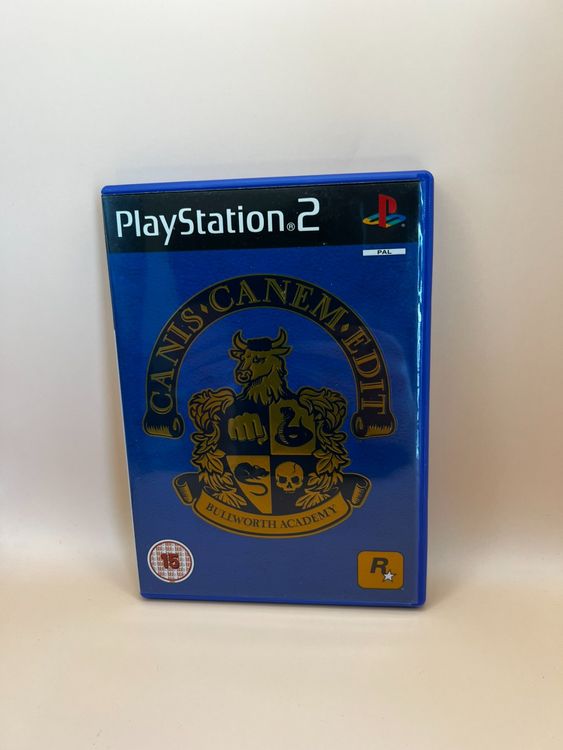 PlayStation®2
PAL
CANIS·CANEM·EDIT
BULLWORTH ACADEMY
15
R